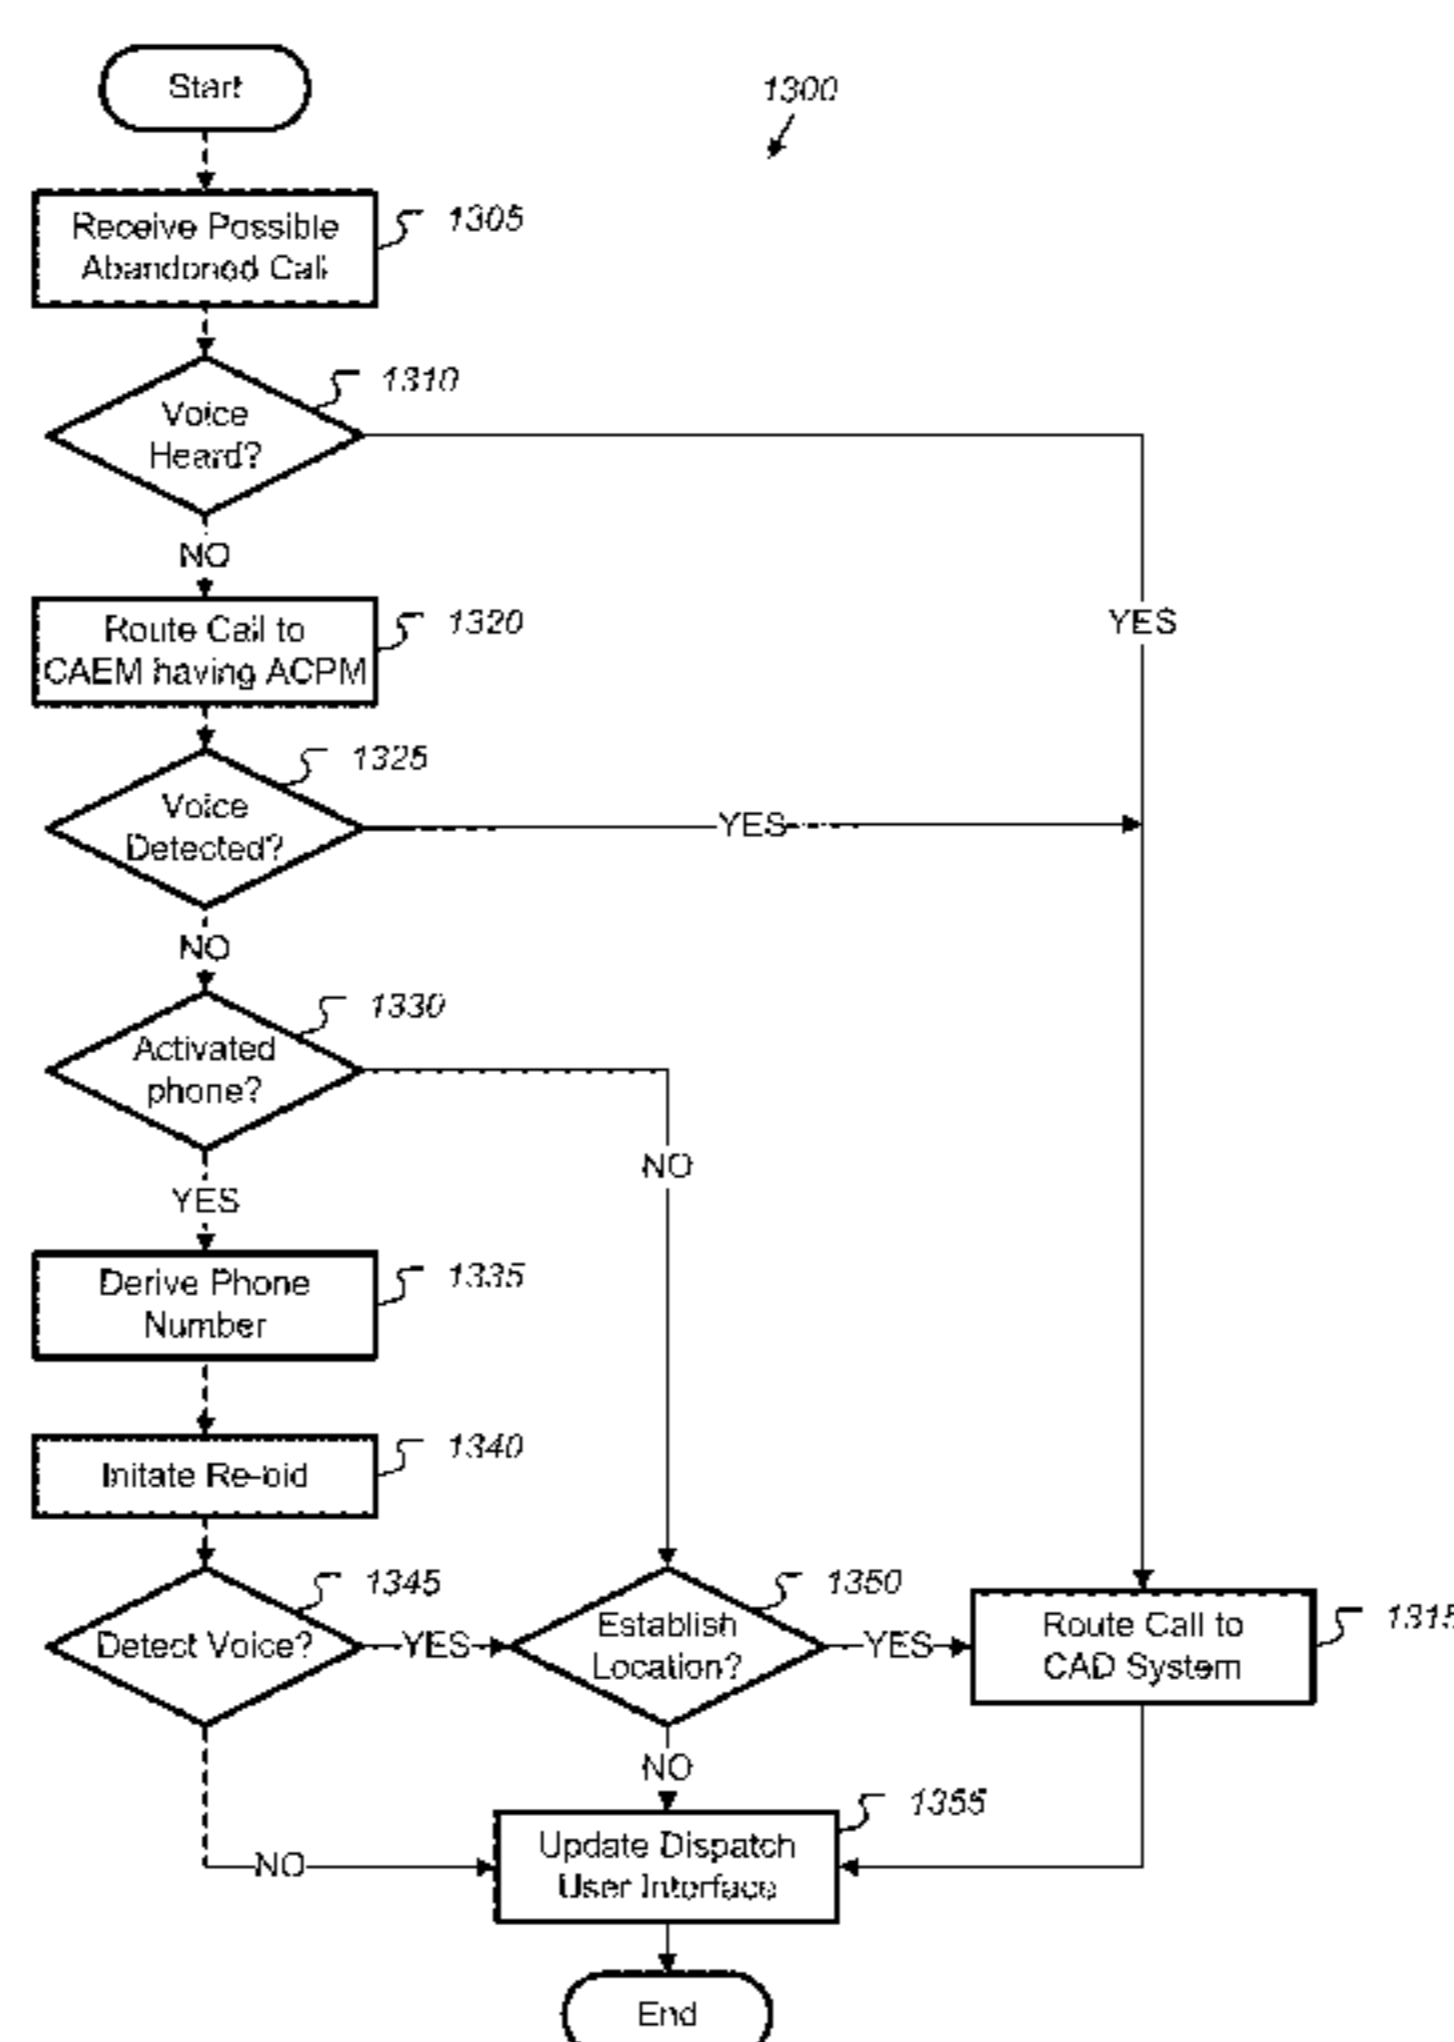 Start
1300
Receive Possible
Abandoned Call
1305
Voice
Heard?
1310
NO
YES
Route Call to
CAEM having ACPM
1320
Voice
Detected?
1325
YES
NO
Activated
phone?
1330
NO
YES
Derive Phone
Number
1335
Initate Re-bid
1340
Detect Voice?
1345
YES
Establish
Location?
1350
YES
Route Call to
CAD System
1315
NO
NO
Update Dispatch
User Interface
1355
End